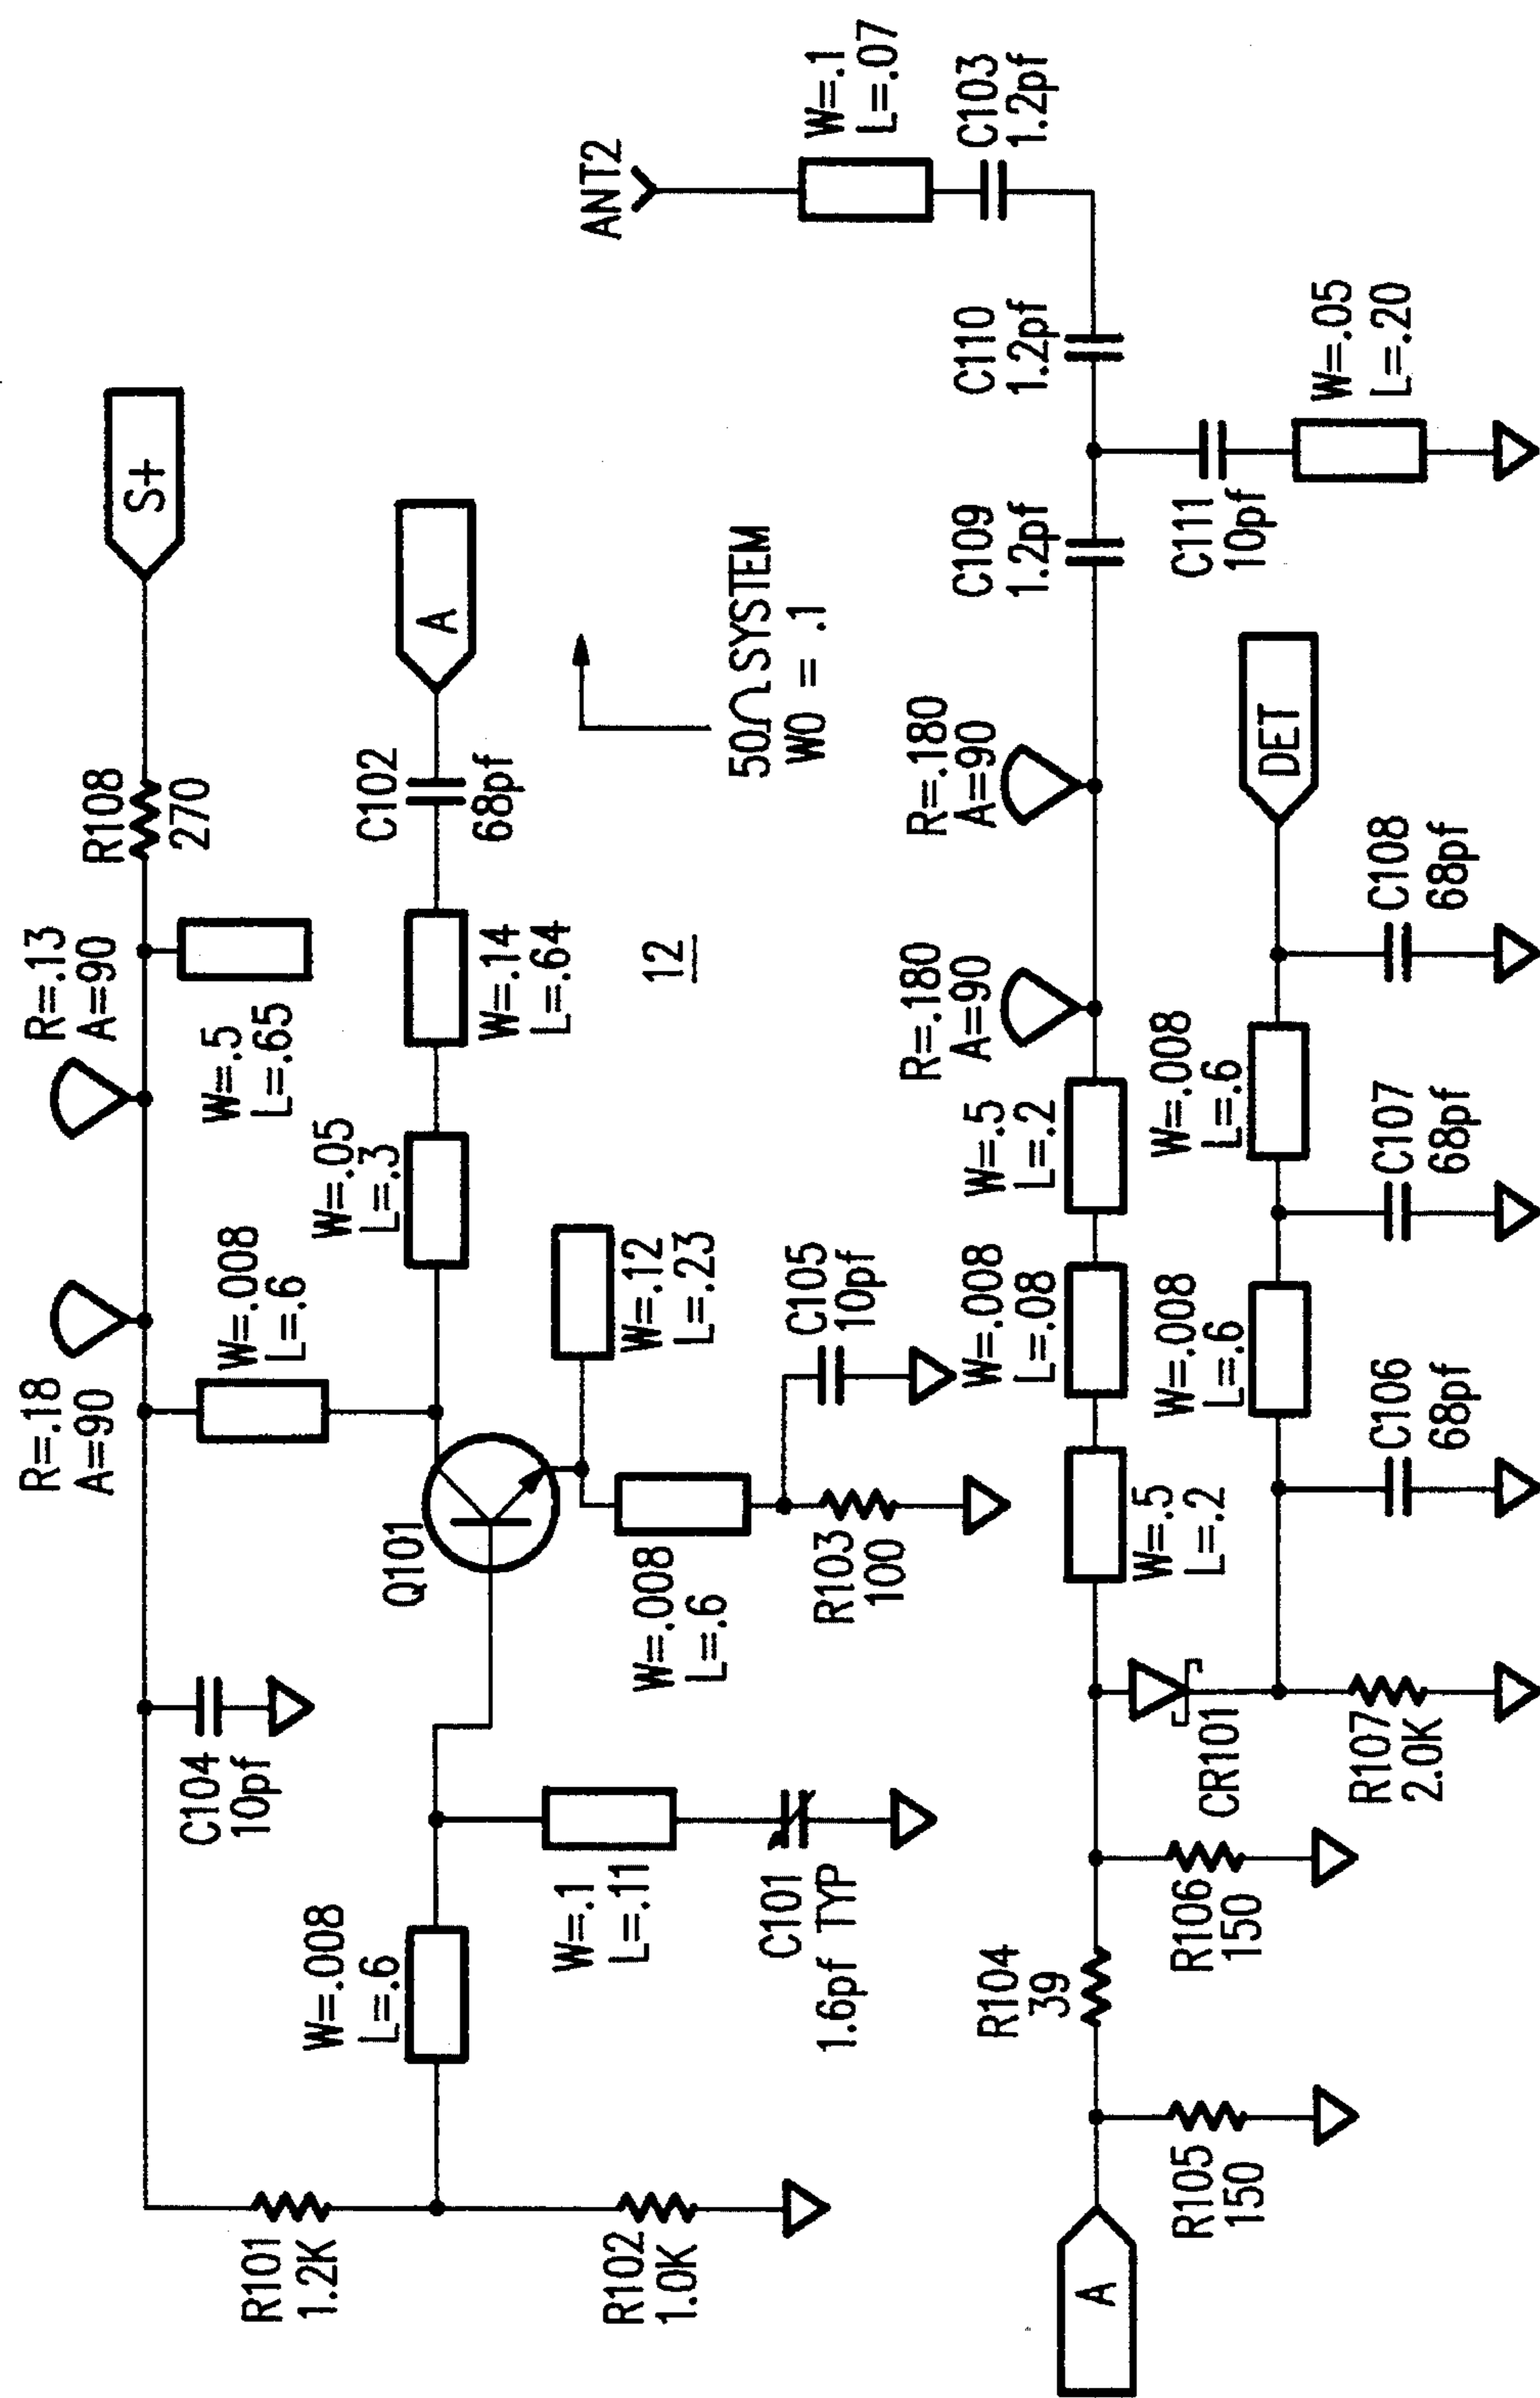 R=.18
A=90
R=.13
A=90
R108
270
S+
C104
10pf
W=.008
L=.6
W=.5
L=.65
R101
1.2K
W=.008
L=.6
Q101
W=.05
L=.3
W=.14
L=.64
C102
68pf
A
W=.1
L=.11
W=.12
L=.23
12
50Ω SYSTEM
WO = .1
ANT2
R102
1.0K
W=.008
L=.6
C101
1.6pf TYP
R103
100
C105
10pf
W=.1
L=.07
C103
1.2pf
A
R104
39
W=.5
L=.2
W=.008
L=.08
W=.5
L=.2
R=.180
A=90
R=.180
A=90
C109
1.2pf
C110
1.2pf
R105
150
R106
150
CR101
W=.008
L=.6
W=.008
L=.6
DET
C111
10pf
W=.05
L=.20
R107
2.0K
C106
68pf
C107
68pf
C108
68pf